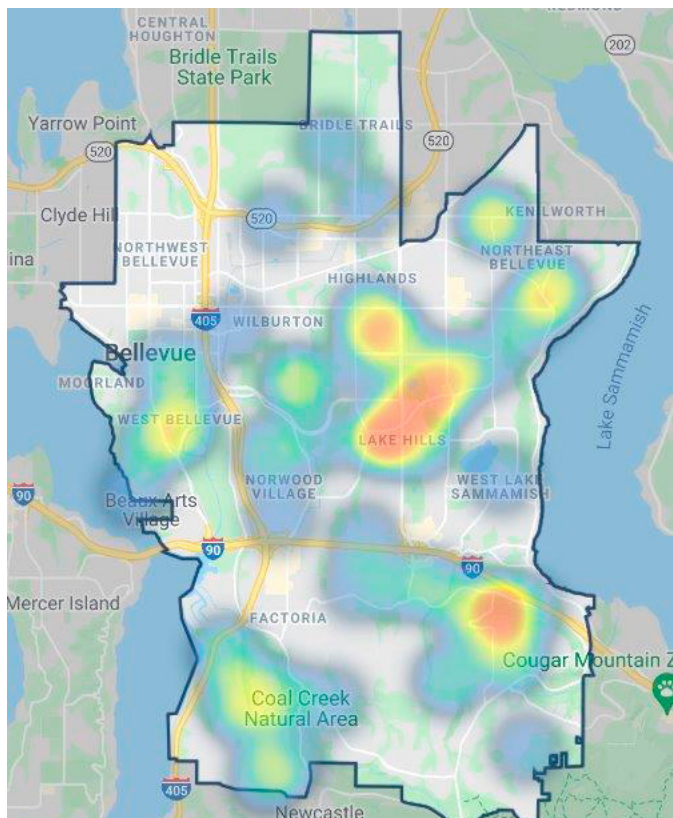 CENTRAL
HOUGHTON
REDMOND
202
Bridle Trails
State Park
Yarrow Point
BRIDLE TRAILS
520
520
Clyde Hill
520
KENILWORTH
ina
NORTHWEST
BELLEVUE
NORTHEAST
BELLEVUE
HIGHLANDS
405
WILBURTON
Bellevue
MOORLAND
Lake Sammamish
WEST BELLEVUE
LAKE HILLS
90
NORWOOD
VILLAGE
WEST LAKE
SAMMAMISH
Beaux Arts
Village
90
90
Mercer Island
FACTORIA
Cougar Mountain Z
Coal Creek
Natural Area
405
Newcastle